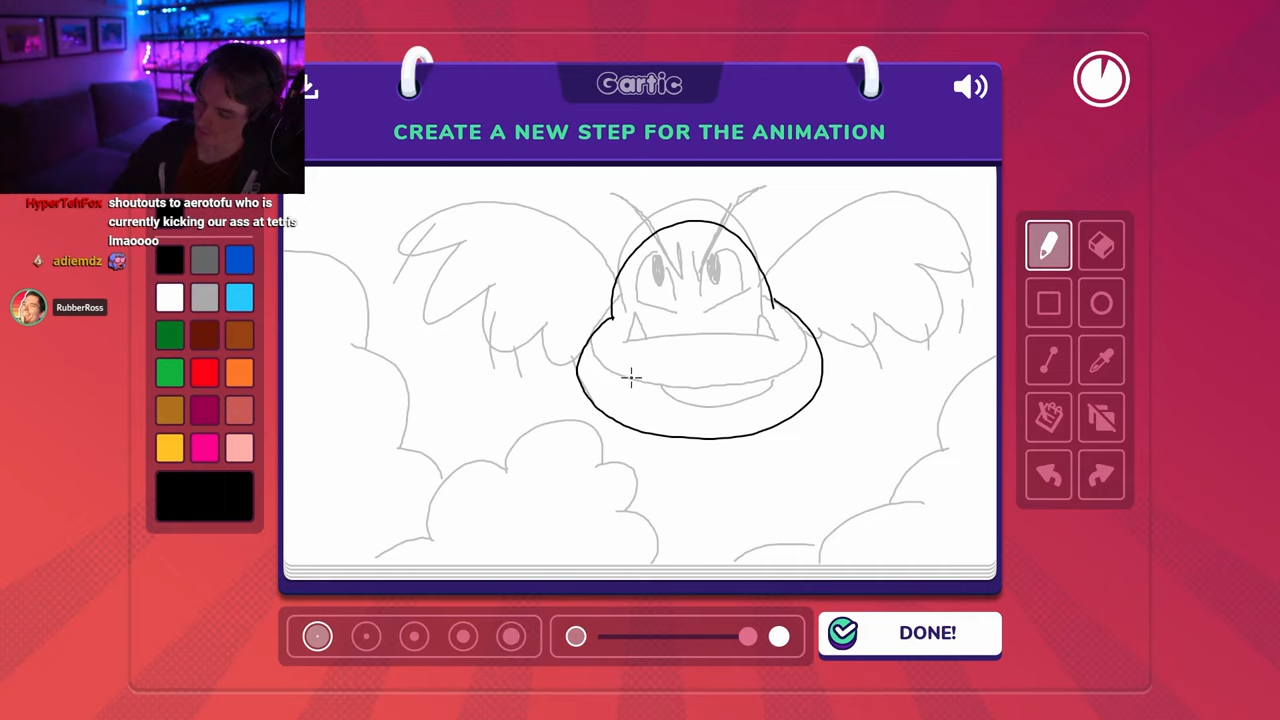 Gartic
CREATE A NEW STEP FOR THE ANIMATION
HyperTehFox shoutouts to aerotofu who is
currently kicking our ass at tetris
lmaoooo
adiemdz
RubberRoss
DONE!